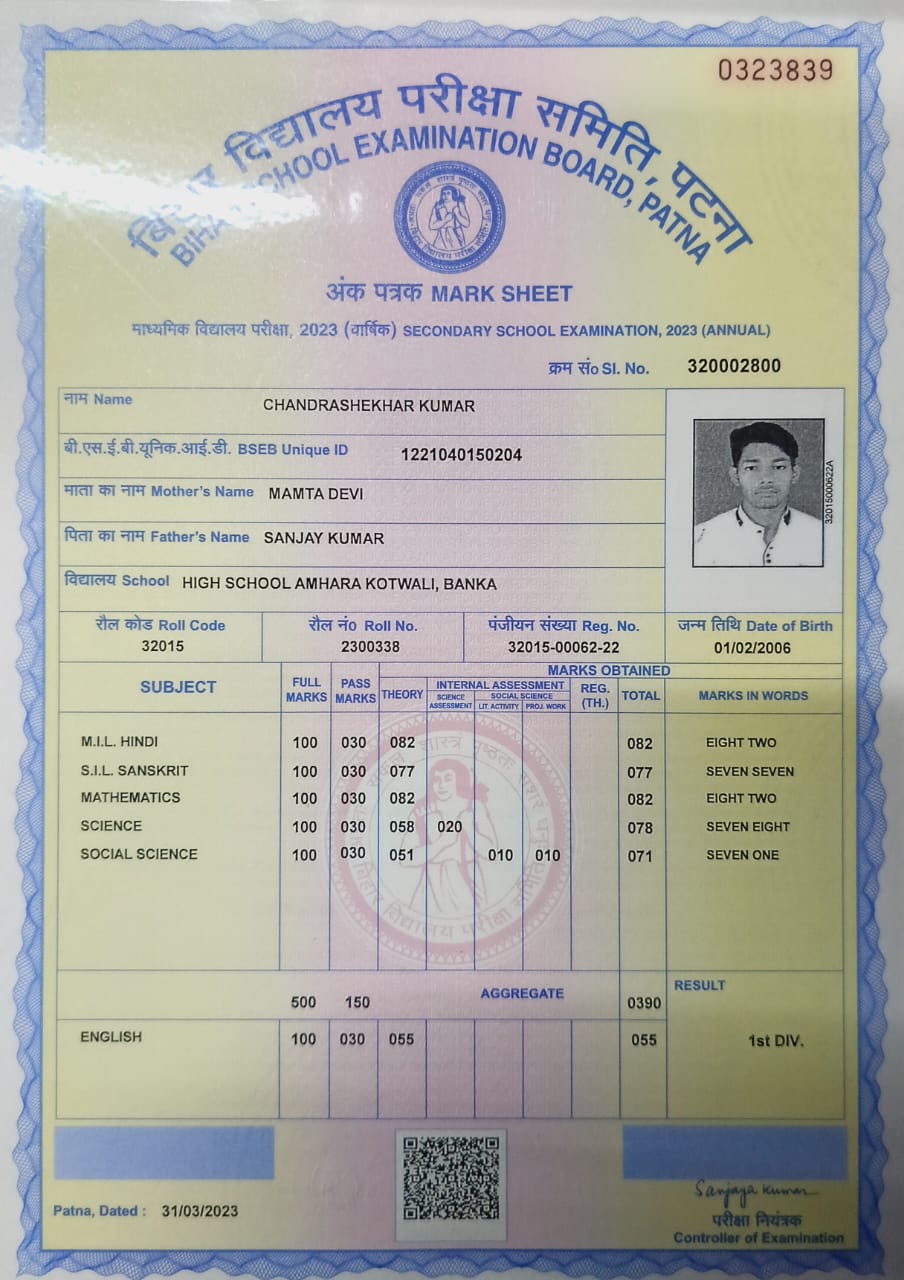 0323839
बिहार विद्यालय परीक्षा समिति, पटना
BIHAR SCHOOL EXAMINATION BOARD, PATNA
अंक पत्रक MARK SHEET
माध्यमिक विद्यालय परीक्षा, 2023 (वार्षिक) SECONDARY SCHOOL EXAMINATION, 2023 (ANNUAL)
क्रम सं० Sl. No. 320002800
नाम Name CHANDRASHEKHAR KUMAR
बी.एस.ई.बी.यूनिक.आई.डी. BSEB Unique ID 1221040150204
माता का नाम Mother's Name MAMTA DEVI
पिता का नाम Father's Name SANJAY KUMAR
विद्यालय School HIGH SCHOOL AMHARA KOTWALI, BANKA
32015000622A
रौल कोड Roll Code रौल नं० Roll No. पंजीयन संख्या Reg. No. जन्म तिथि Date of Birth
32015 2300338 32015-00062-22 01/02/2006
MARKS OBTAINED
SUBJECT FULL MARKS PASS MARKS THEORY INTERNAL ASSESSMENT REG. (TH.) TOTAL MARKS IN WORDS
SCIENCE ASSESSMENT SOCIAL SCIENCE
LIT. ACTIVITY PROJ. WORK
M.I.L. HINDI 100 030 082 082 EIGHT TWO
S.I.L. SANSKRIT 100 030 077 077 SEVEN SEVEN
MATHEMATICS 100 030 082 082 EIGHT TWO
SCIENCE 100 030 058 020 078 SEVEN EIGHT
SOCIAL SCIENCE 100 030 051 010 010 071 SEVEN ONE
बिहार विद्यालय परीक्षा समिति
500 150 AGGREGATE 0390 RESULT
ENGLISH 100 030 055 055 1st DIV.
Patna, Dated : 31/03/2023
Sanjaya Kumar
परीक्षा नियंत्रक
Controller of Examination